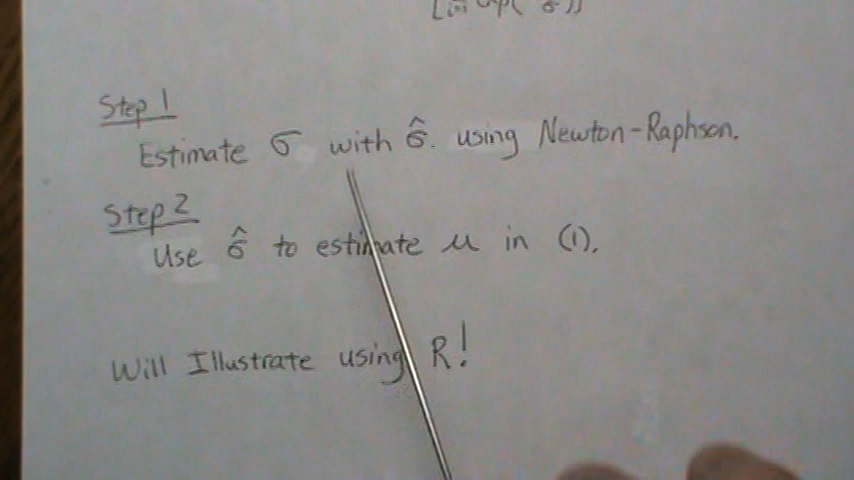 Step 1
Estimate σ with σ̂. using Newton-Raphson.
Step 2
Use σ̂ to estimate μ in (1).
Will Illustrate using R!